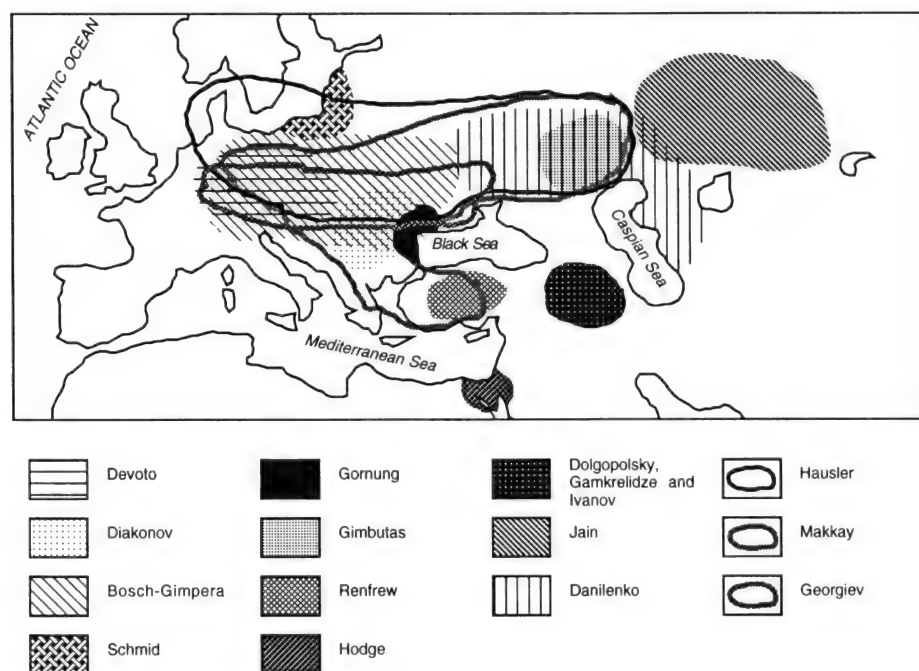 ATLANTIC OCEAN
Black Sea
Caspian Sea
Mediterranean Sea
Devoto
Gornung
Dolgopolsky,
Gamkrelidze and
Ivanov
Hausler
Diakonov
Gimbutas
Jain
Makkay
Bosch-Gimpera
Renfrew
Danilenko
Georgiev
Schmid
Hodge